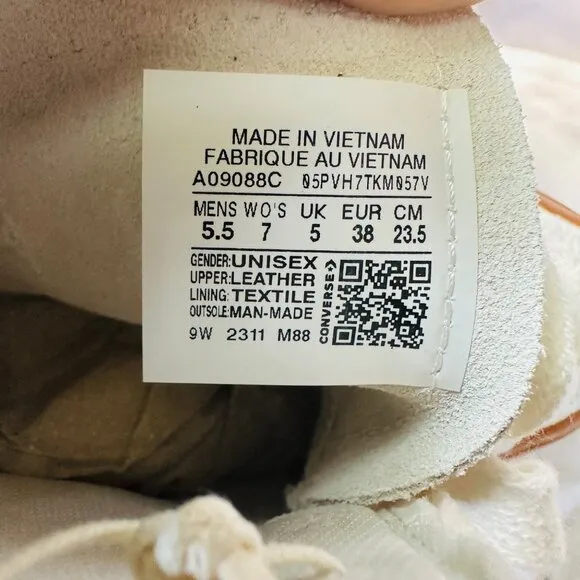 MADE IN VIETNAM
FABRIQUE AU VIETNAM
A09088C 05PVH7TKM057V
MENS WO'S UK EUR CM
5.5 7 5 38 23.5
GENDER:UNISEX
UPPER:LEATHER
LINING:TEXTILE
OUTSOLE:MAN-MADE
9W 2311 M88
CONVERSE